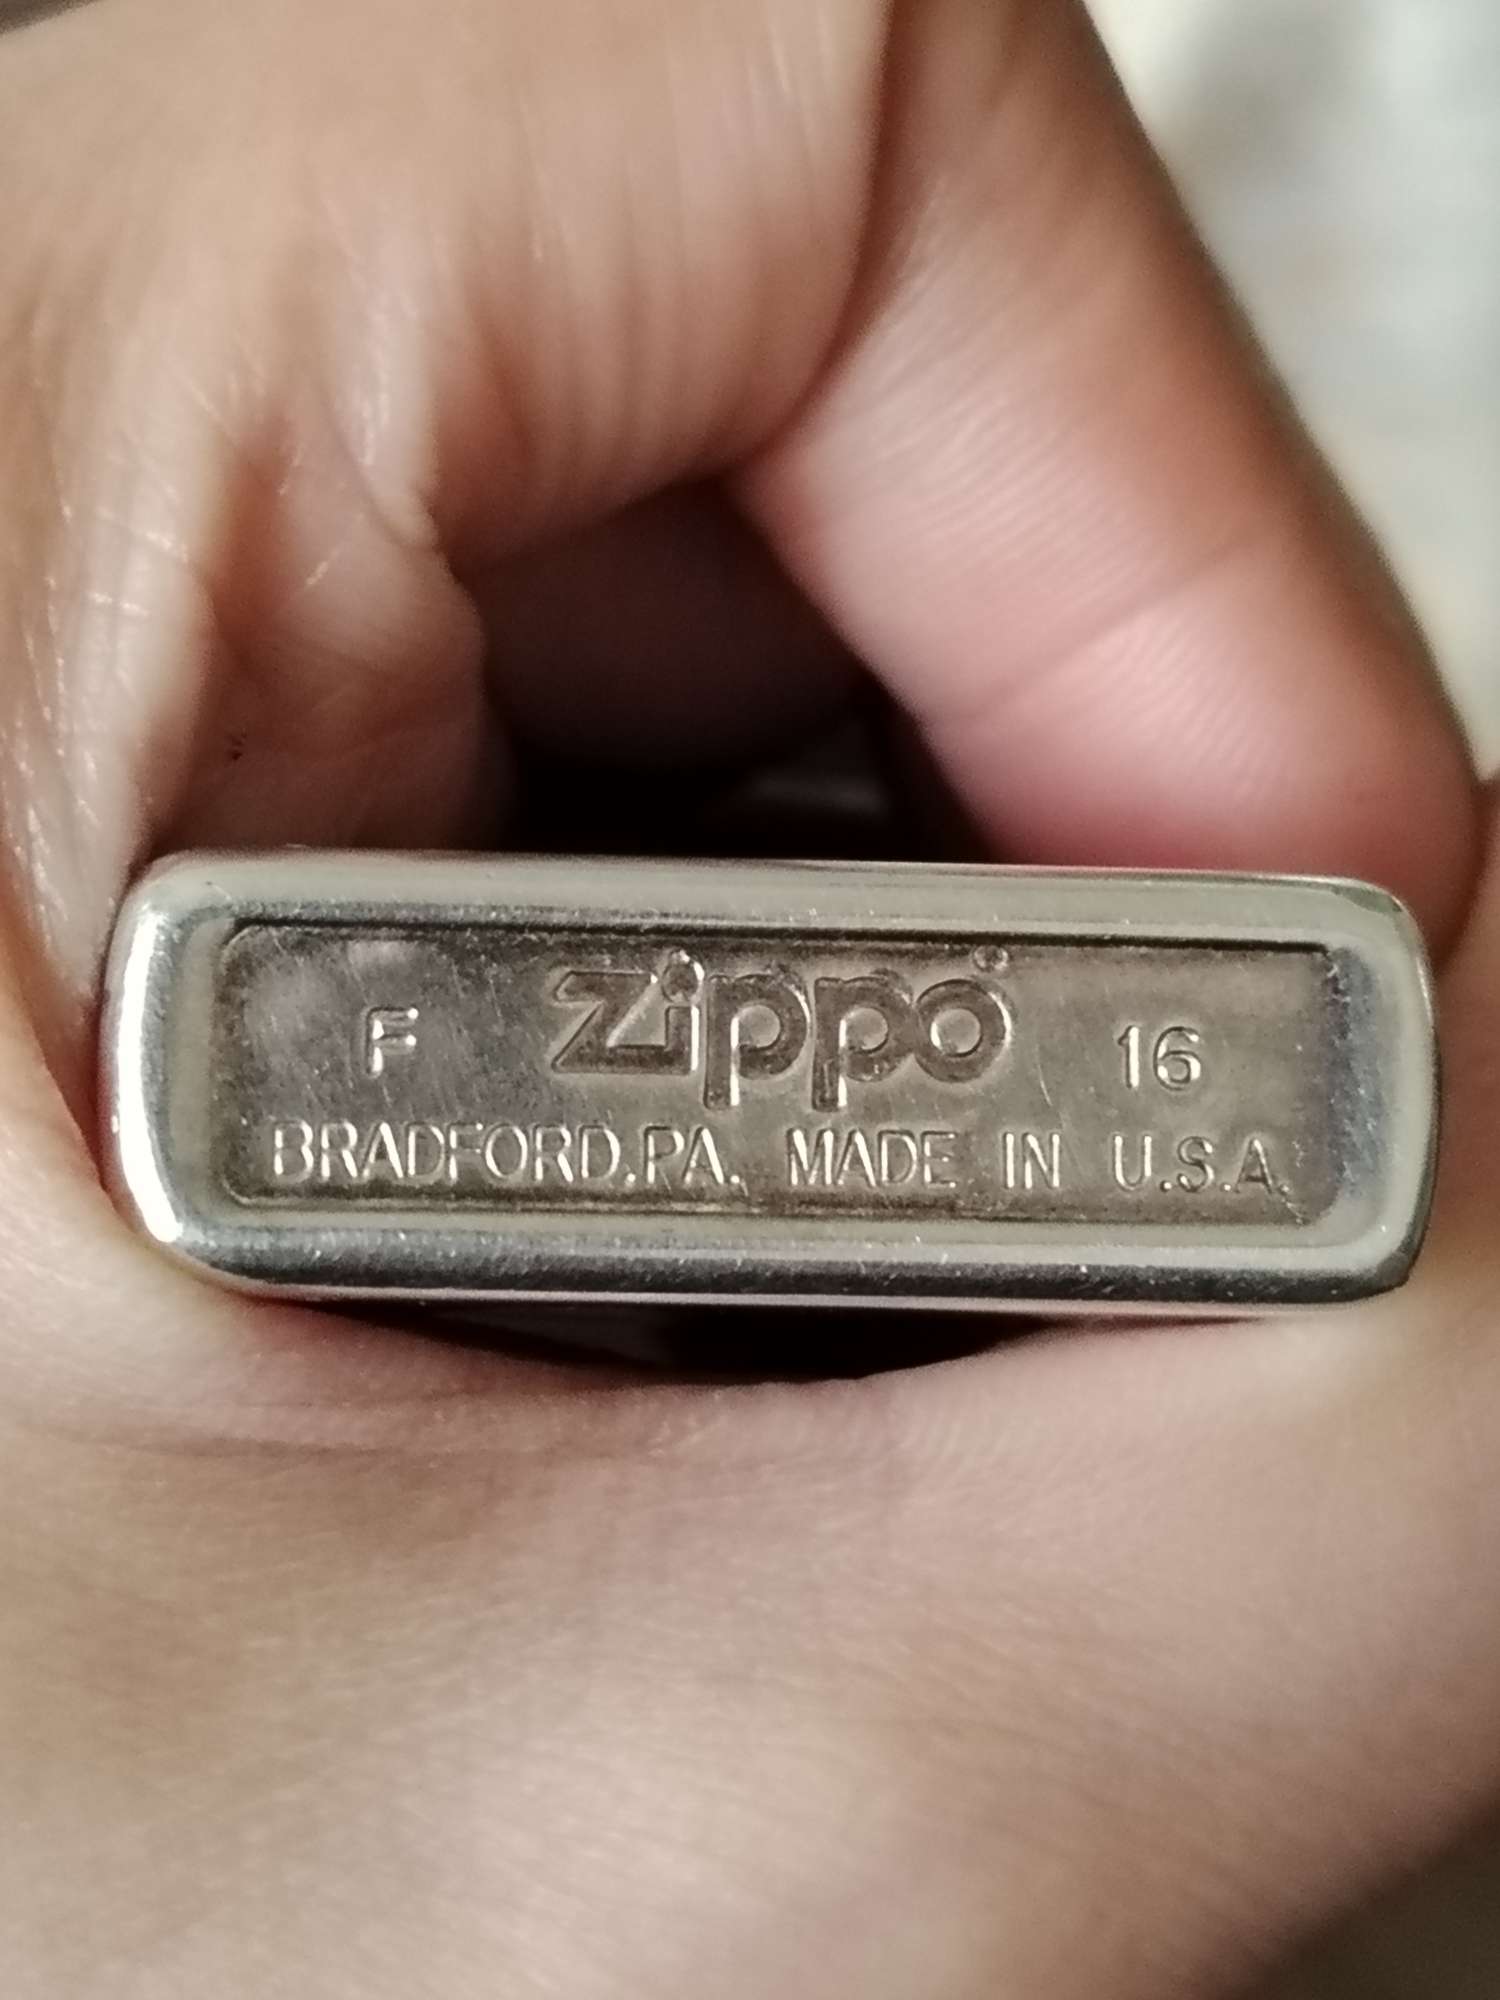 F zippo® 16
BRADFORD,PA. MADE IN U.S.A.